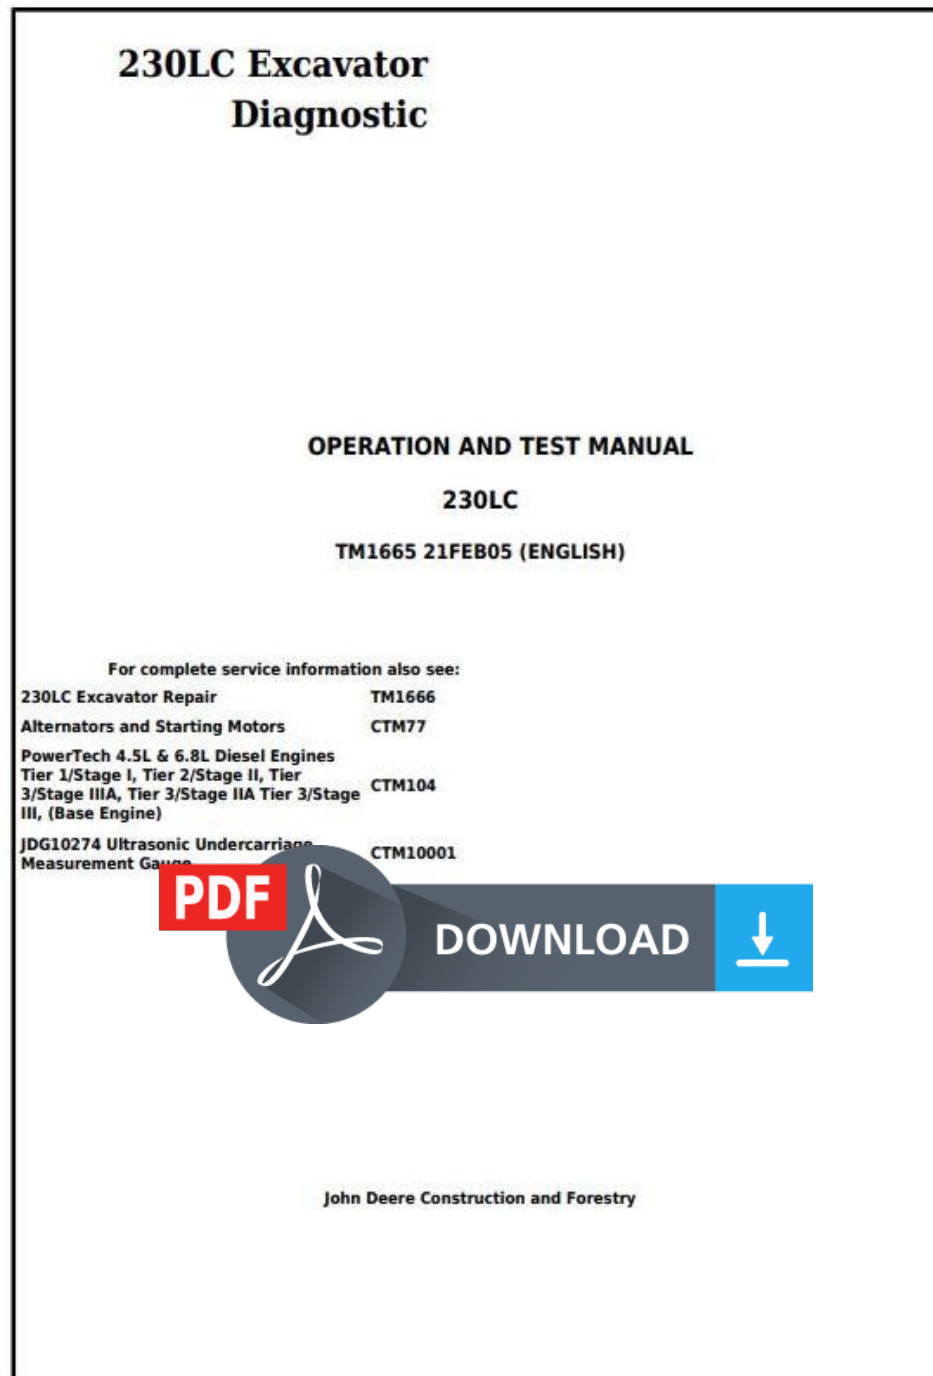 230LC Excavator
Diagnostic
OPERATION AND TEST MANUAL
230LC
TM1665 21FEB05 (ENGLISH)
For complete service information also see:
230LC Excavator Repair TM1666
Alternators and Starting Motors CTM77
PowerTech 4.5L & 6.8L Diesel Engines
Tier 1/Stage I, Tier 2/Stage II, Tier
3/Stage IIIA, Tier 3/Stage IIA Tier 3/Stage CTM104
III, (Base Engine)
JDG10274 Ultrasonic Undercarriage
Measurement Gauge CTM10001
PDF
DOWNLOAD
John Deere Construction and Forestry